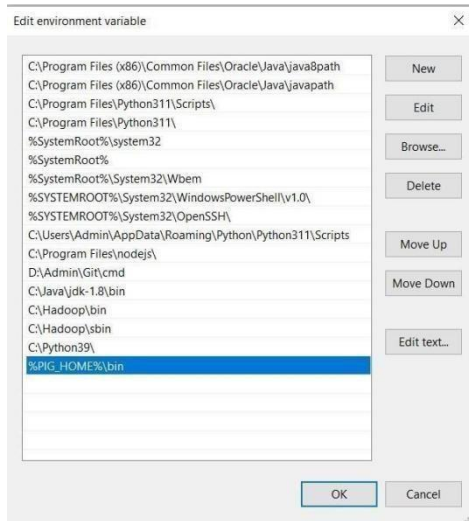 Edit environment variable
C:\Program Files (x86)\Common Files\Oracle\Java\java8path
C:\Program Files (x86)\Common Files\Oracle\Java\javapath
C:\Program Files\Python311\Scripts\
C:\Program Files\Python311\
%SystemRoot%\system32
%SystemRoot%
%SystemRoot%\System32\Wbem
%SYSTEMROOT%\System32\WindowsPowerShell\v1.0\
%SYSTEMROOT%\System32\OpenSSH\
C:\Users\Admin\AppData\Roaming\Python\Python311\Scripts
C:\Program Files\nodejs\
D:\Admin\Git\cmd
C:\Java\jdk-1.8\bin
C:\Hadoop\bin
C:\Hadoop\sbin
C:\Python39\
%PIG_HOME%\bin
New
Edit
Browse...
Delete
Move Up
Move Down
Edit text...
OK
Cancel